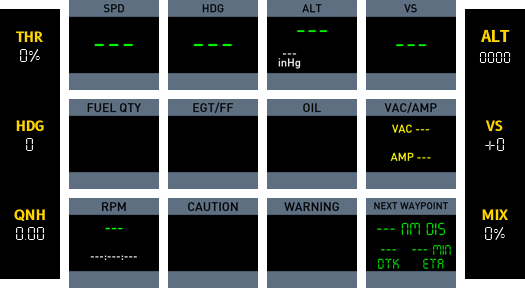 SPD HDG ALT VS
THR
0%
--- --- --- ---
---
inHg
ALT
0000
FUEL QTY EGT/FF OIL VAC/AMP
HDG
0
VAC ---
AMP ---
VS
+0
RPM CAUTION WARNING NEXT WAYPOINT
QNH
0.00
---
---:---:---
--- NM DIS
--- --- MIN
DTK ETA
MIX
0%